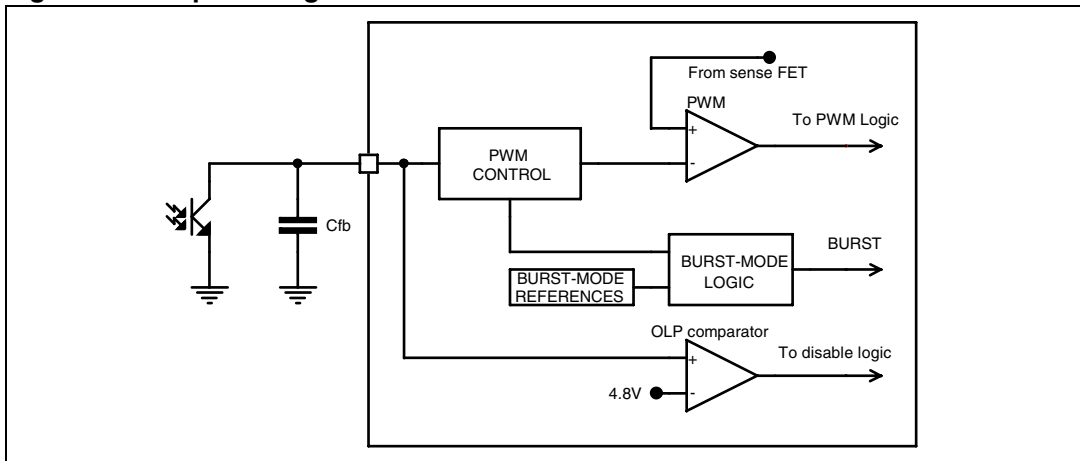 From sense FET
PWM
+
-
To PWM Logic
PWM
CONTROL
Cfb
BURST
BURST-MODE
LOGIC
BURST-MODE
REFERENCES
OLP comparator
+
-
To disable logic
4.8V